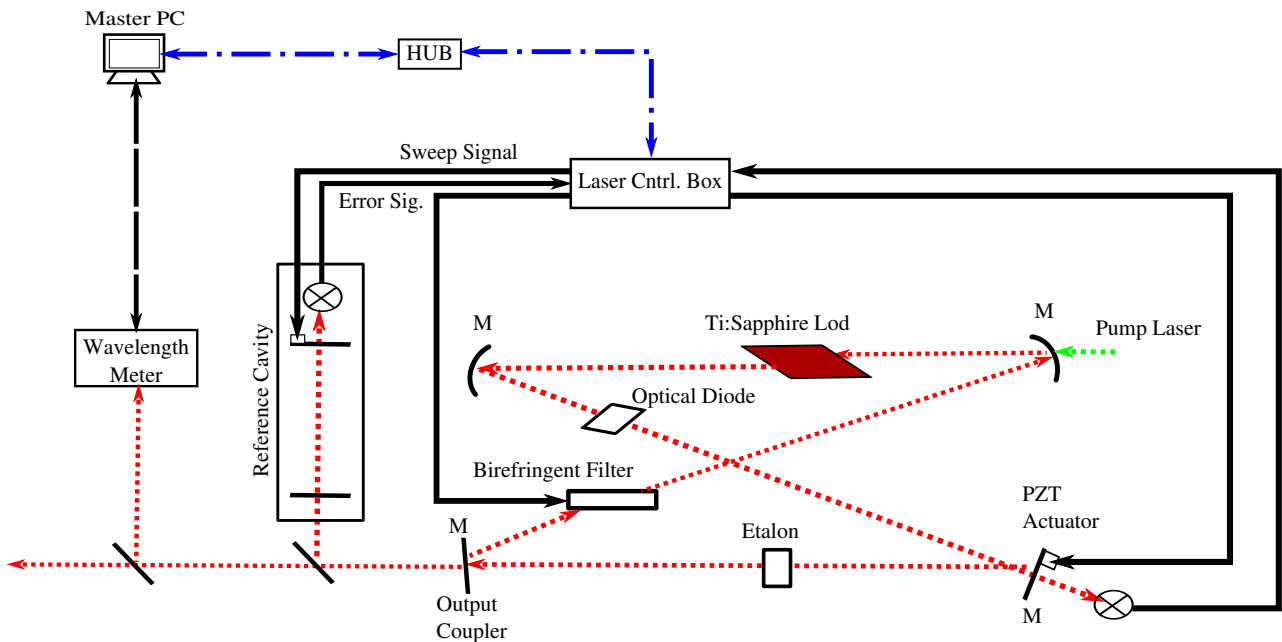 Master PC
HUB
Sweep Signal
Laser Cntrl. Box
Error Sig.
Reference Cavity
M
Ti:Sapphire Lod
M
Pump Laser
Wavelength
Meter
Optical Diode
Birefringent Filter
PZT
Actuator
M
Etalon
Output
Coupler
M